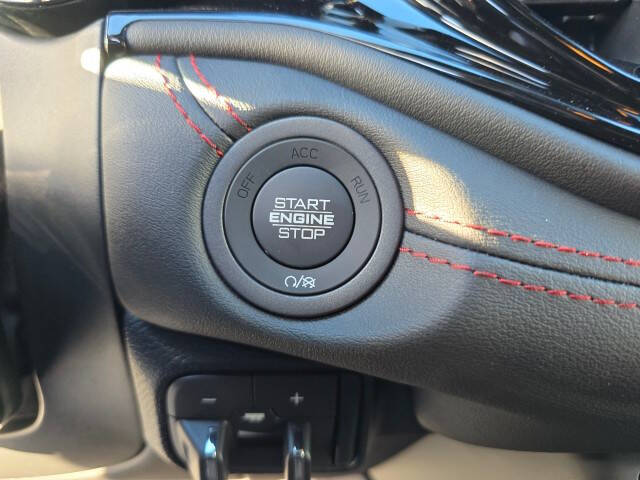 OFF ACC RUN
START
ENGINE
STOP
- +